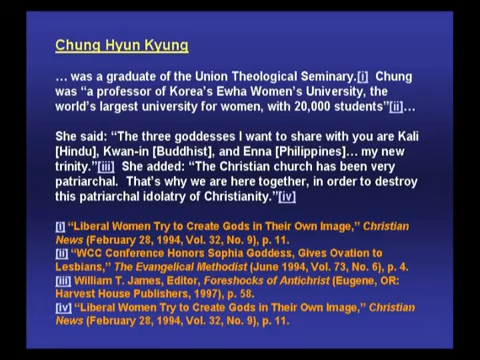 Chung Hyun Kyung
… was a graduate of the Union Theological Seminary.[i]  Chung
was “a professor of Korea's Ewha Women's University, the
world's largest university for women, with 20,000 students”[ii]…
She said: “The three goddesses I want to share with you are Kali
[Hindu], Kwan-in [Buddhist], and Enna [Philippines]… my new
trinity.”[iii]  She added: “The Christian church has been very
patriarchal.  That's why we are here together, in order to destroy
this patriarchal idolatry of Christianity.”[iv]
[i] “Liberal Women Try to Create Gods in Their Own Image,” Christian
News (February 28, 1994, Vol. 32, No. 9), p. 11.
[ii] “WCC Conference Honors Sophia Goddess, Gives Ovation to
Lesbians,” The Evangelical Methodist (June 1994, Vol. 73, No. 6), p. 4.
[iii] William T. James, Editor, Foreshocks of Antichrist (Eugene, OR:
Harvest House Publishers, 1997), p. 58.
[iv] “Liberal Women Try to Create Gods in Their Own Image,” Christian
News (February 28, 1994, Vol. 32, No. 9), p. 11.